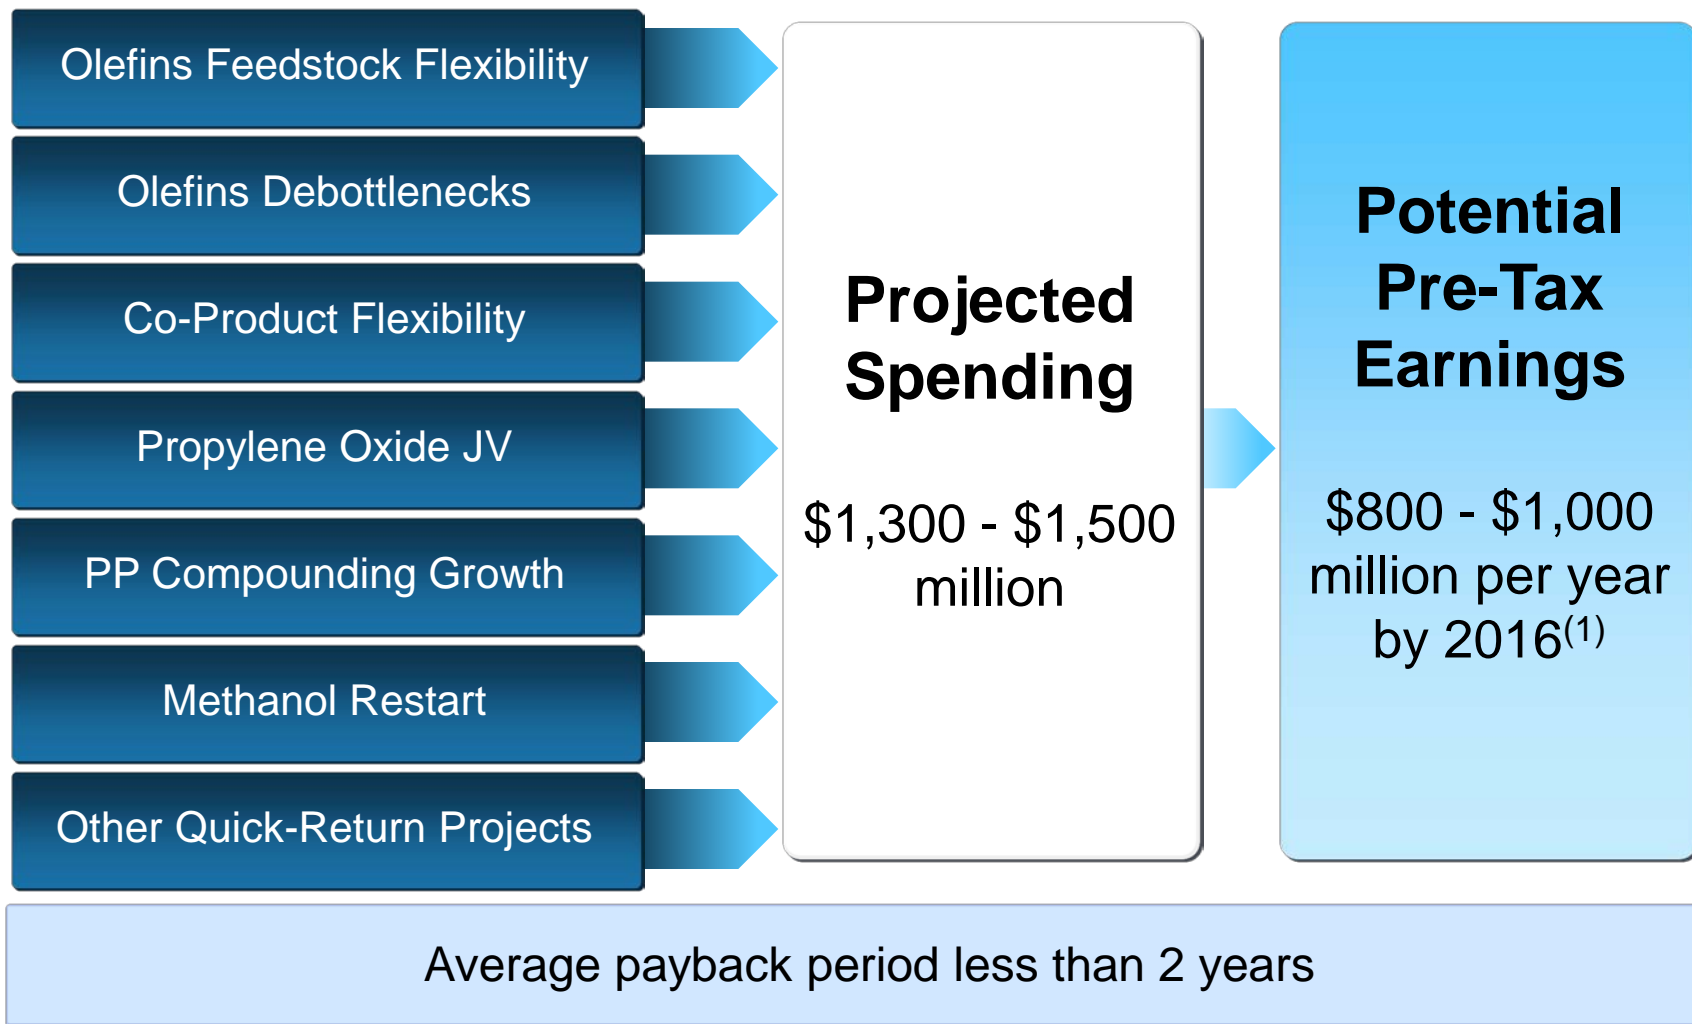 Olefins Feedstock Flexibility
Olefins Debottlenecks
Co-Product Flexibility
Propylene Oxide JV
PP Compounding Growth
Methanol Restart
Other Quick-Return Projects
Projected
Spending
$1,300 - $1,500
million
Potential
Pre-Tax
Earnings
$800 - $1,000
million per year
by 2016(1)
Average payback period less than 2 years